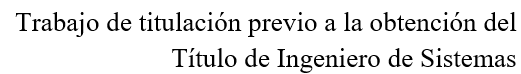 Trabajo de titulación previo a la obtención del
Título de Ingeniero de Sistemas